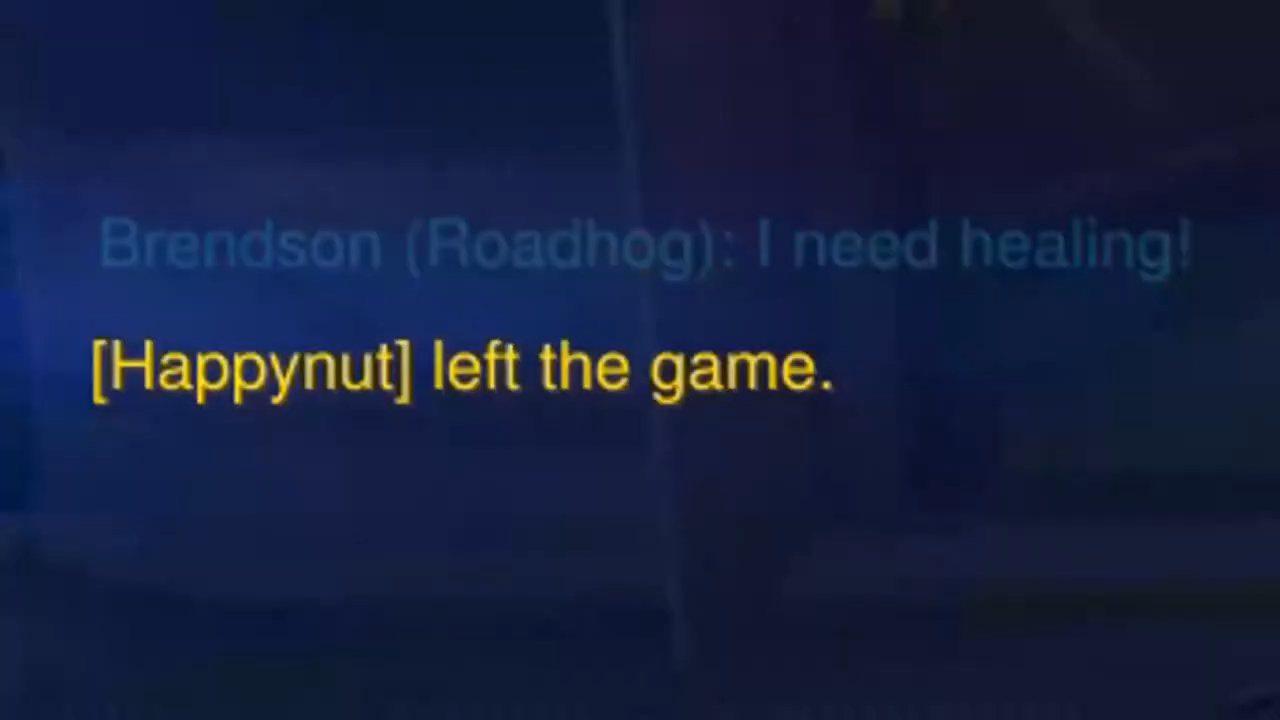 Brendson (Roadhog): I need healing!
[Happynut] left the game.